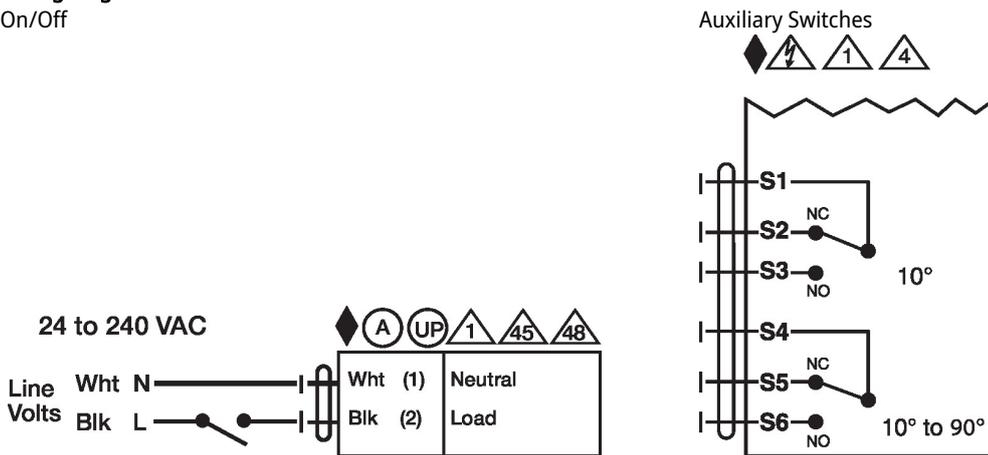 On/Off
24 to 240 VAC
A UP 1 45 48
Line Volts
Wht N
Blk L
Wht (1) Neutral
Blk (2) Load
Auxiliary Switches
1 4
S1
NC
S2
S3
NO
10°
S4
NC
S5
S6
NO
10° to 90°